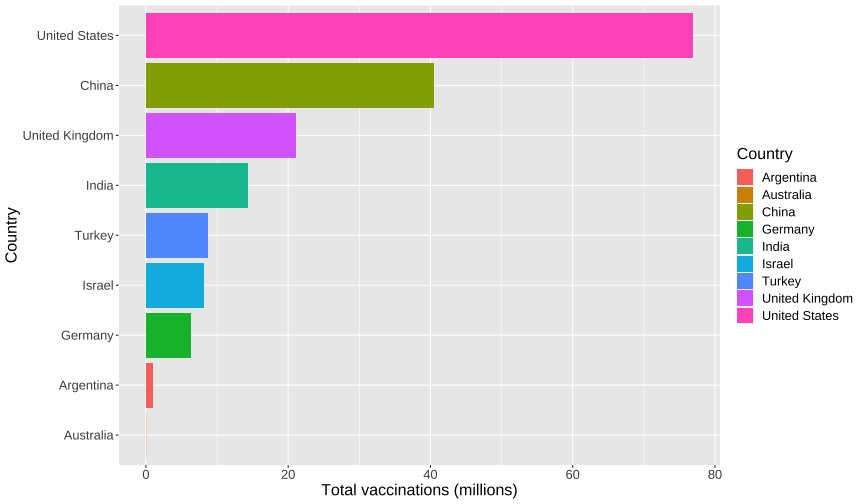 United States
China
United Kingdom
India
Turkey
Israel
Germany
Argentina
Australia
Country
0 20 40 60 80
Total vaccinations (millions)
Country
Argentina
Australia
China
Germany
India
Israel
Turkey
United Kingdom
United States